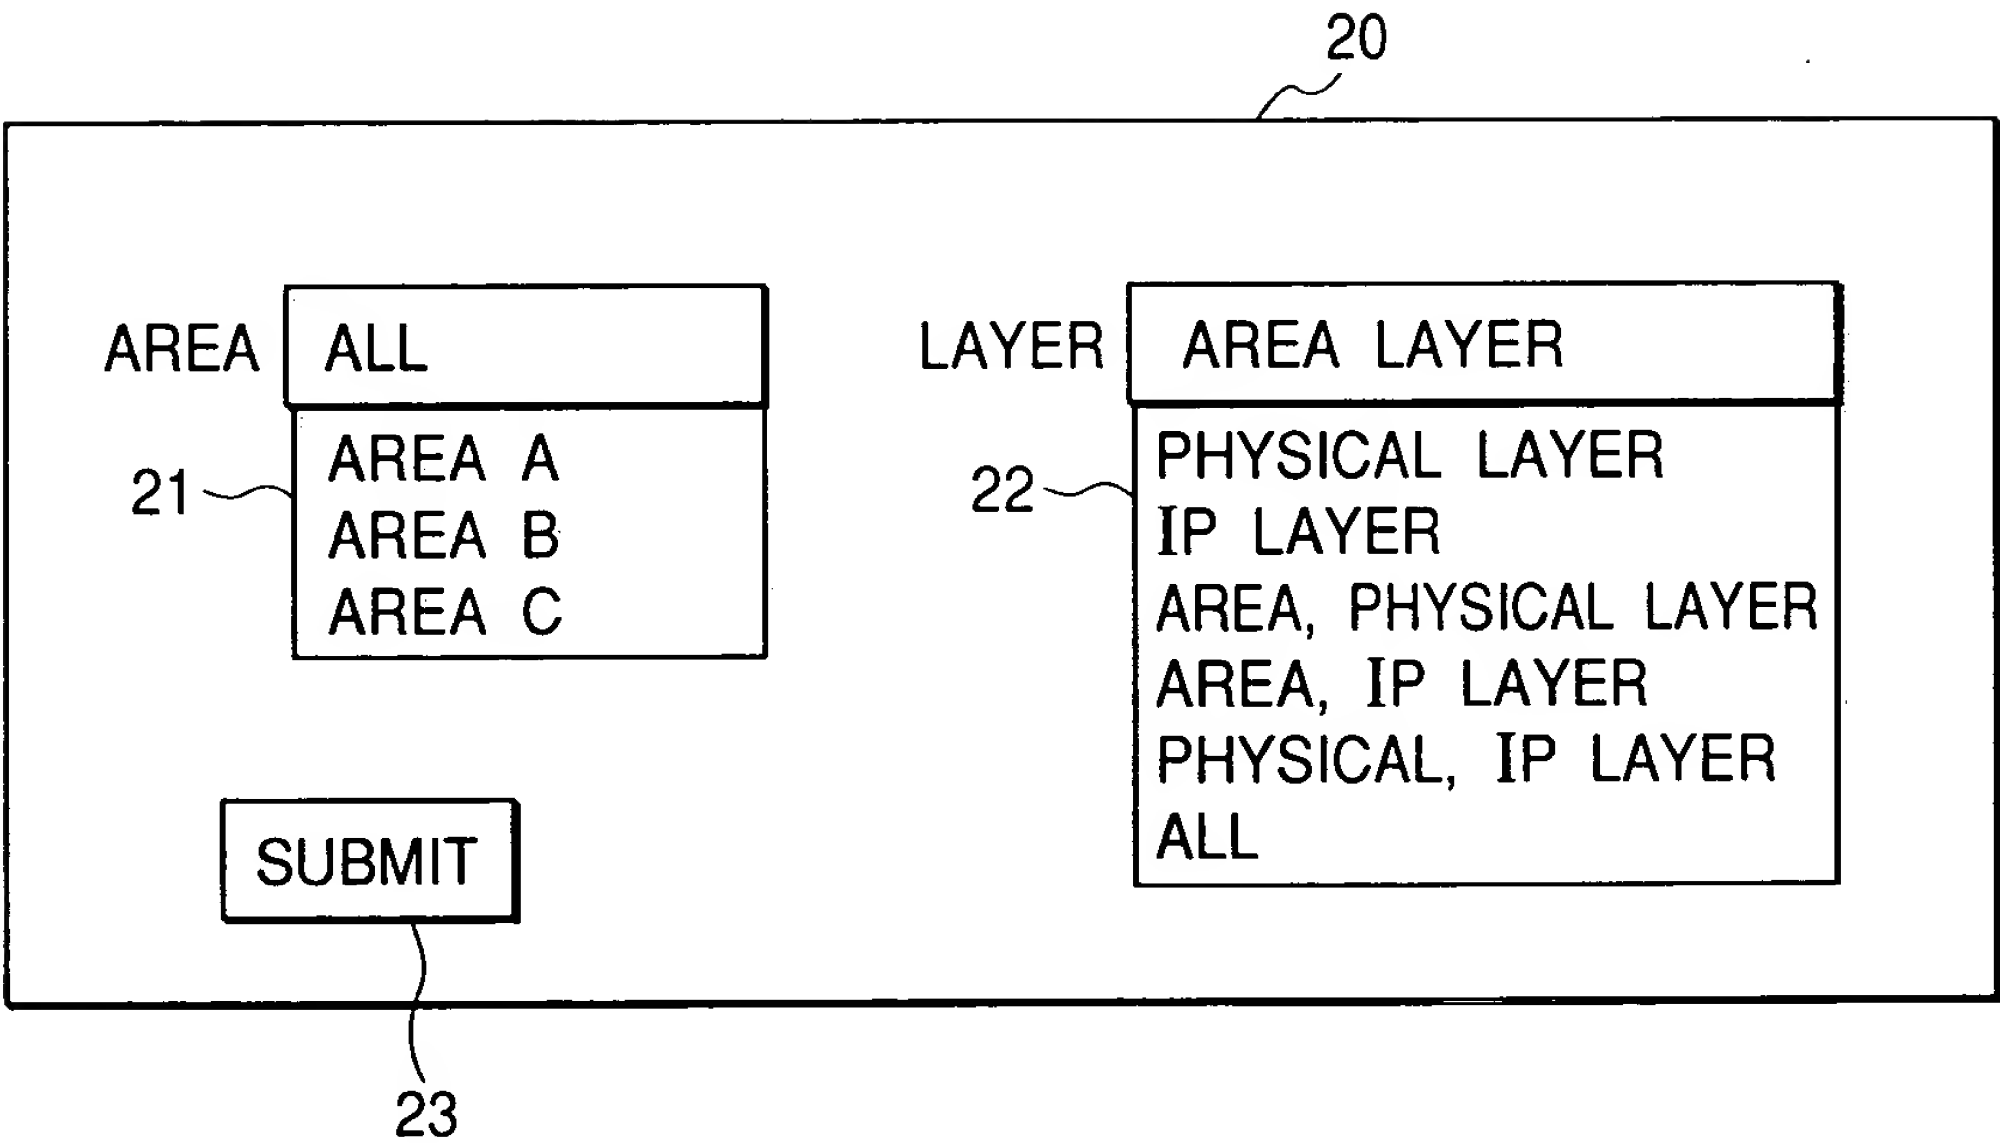 20
AREA ALL
LAYER AREA LAYER
21
AREA A
AREA B
AREA C
22
PHYSICAL LAYER
IP LAYER
AREA, PHYSICAL LAYER
AREA, IP LAYER
PHYSICAL, IP LAYER
ALL
SUBMIT
23